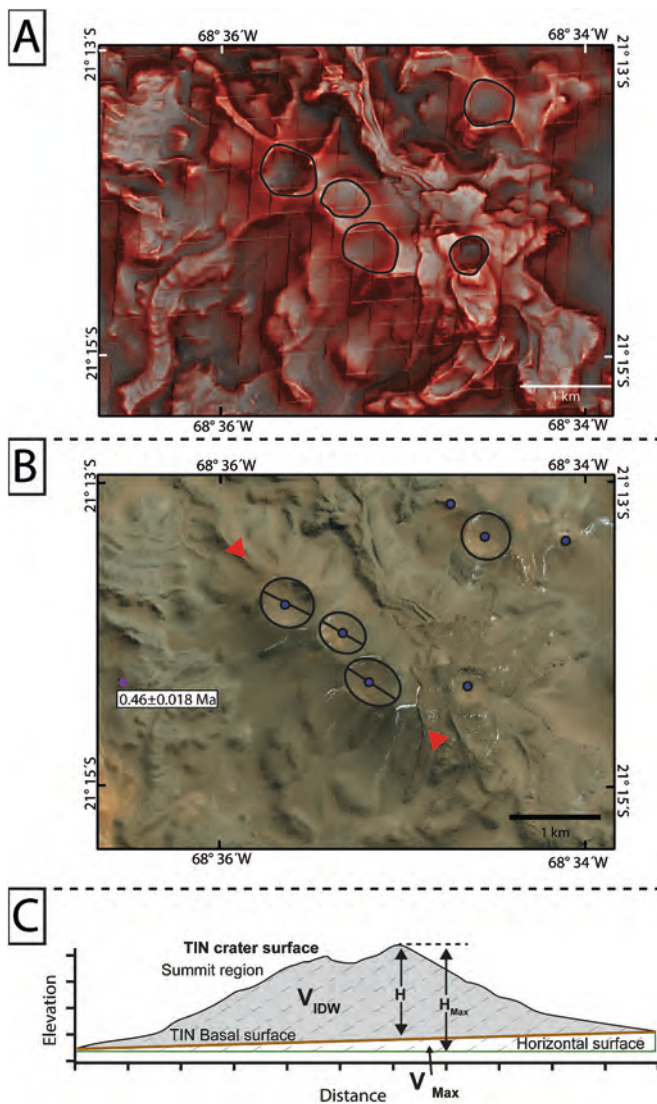 A
68° 36´W
68° 34´W
21° 13´S
21° 13´S
21° 15´S
21° 15´S
1 km
68° 36´W
68° 34´W
B
68° 36´W
68° 34´W
21° 13´S
21° 13´S
0.46±0.018 Ma
21° 15´S
21° 15´S
1 km
68° 36´W
68° 34´W
C
TIN crater surface
Summit region
Elevation
VIDW
H
HMax
TIN Basal surface
Horizontal surface
Distance
V Max